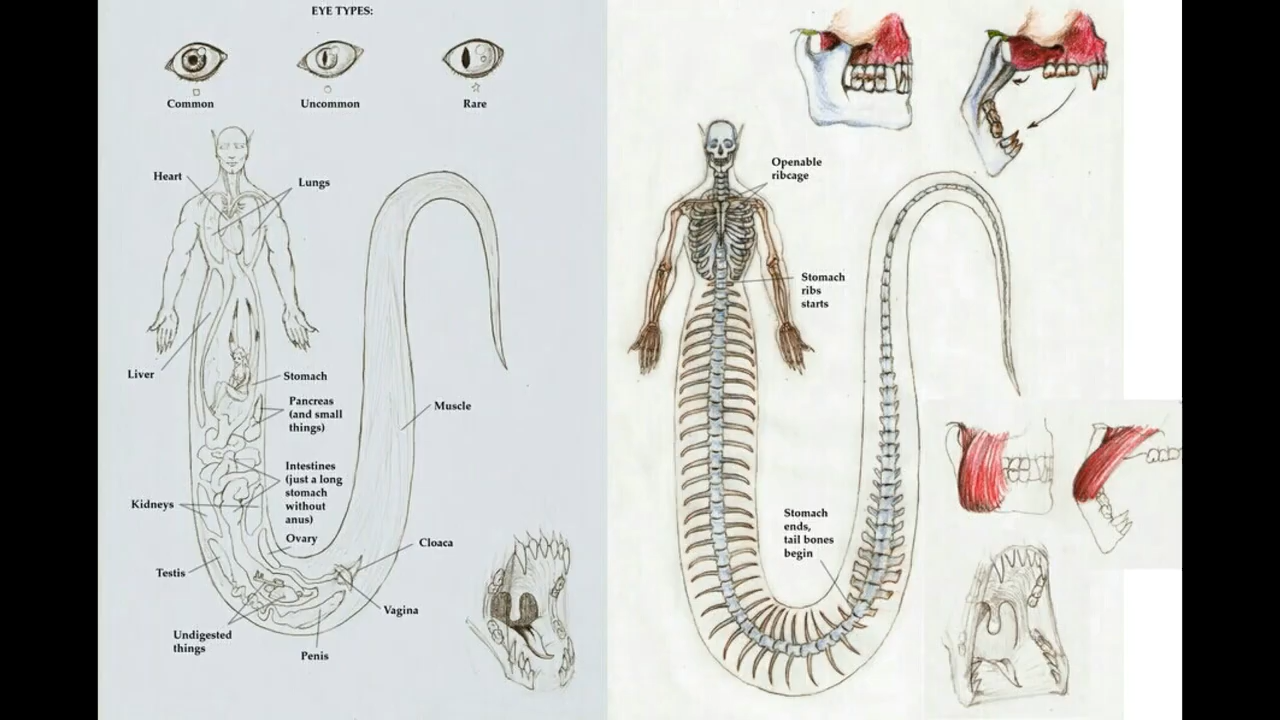 EYE TYPES:
Common
Uncommon
Rare
Heart
Lungs
Liver
Stomach
Pancreas
(and small
things)
Muscle
Intestines
(just a long
stomach
without
anus)
Kidneys
Ovary
Cloaca
Testis
Vagina
Undigested
things
Penis
Openable
ribcage
Stomach
ribs
starts
Stomach
ends,
tail bones
begin